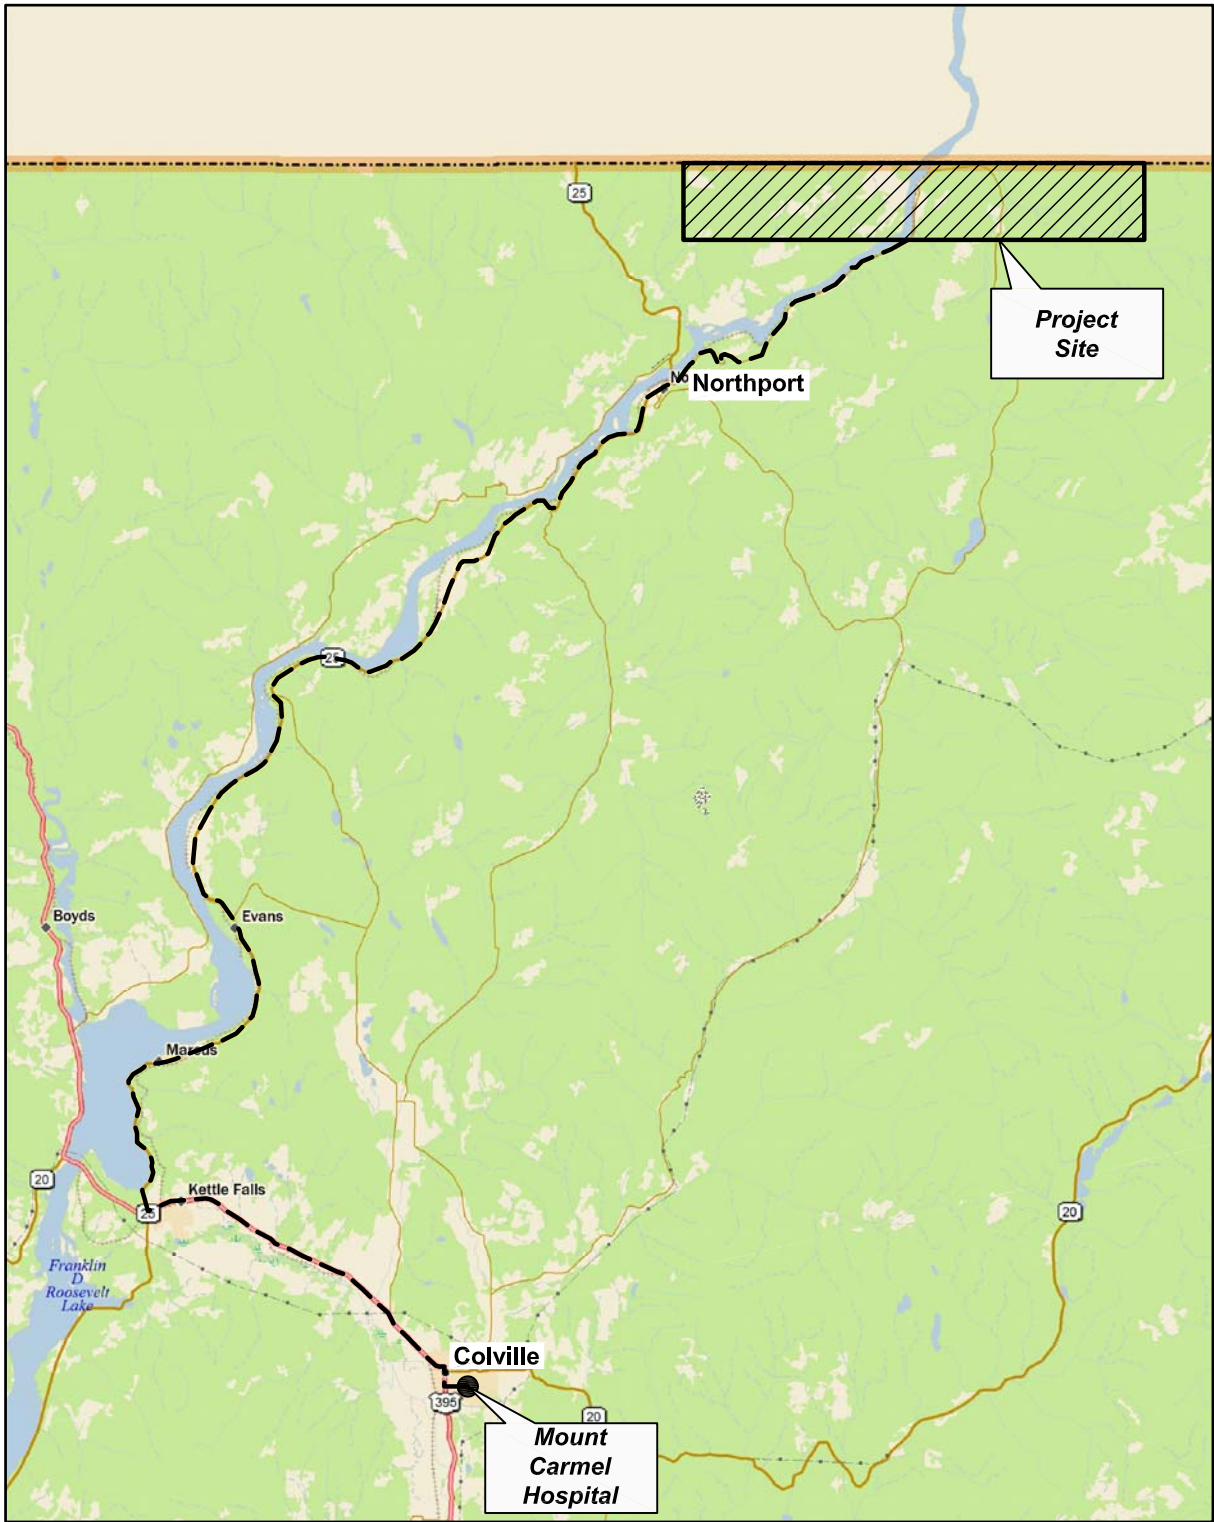 25
Project
Site
No
Northport
25
Boyds
Evans
Marcus
20
Kettle Falls
25
20
Franklin
D
Roosevelt
Lake
Colville
395
20
Mount
Carmel
Hospital